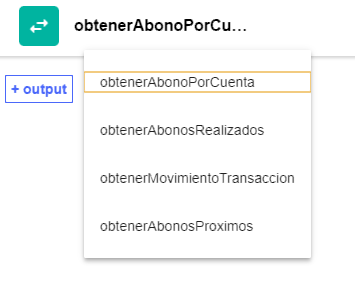 obtenerAbonoPorCu...
+ output
obtenerAbonoPorCuenta
obtenerAbonosRealizados
obtenerMovimientoTransaccion
obtenerAbonosProximos